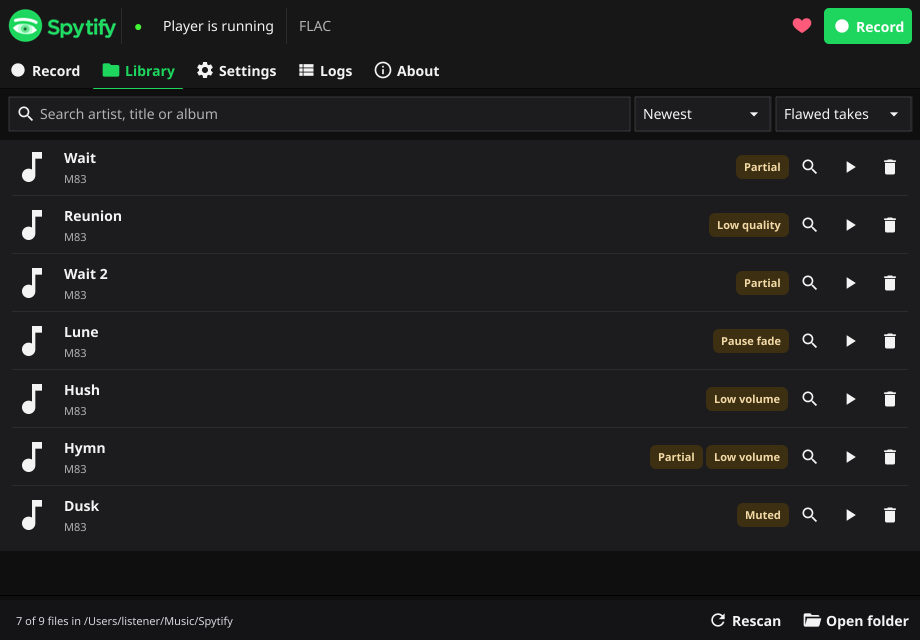 Spytify
Player is running
FLAC
Record
Record
Library
Settings
Logs
About
Search artist, title or album
Newest
Flawed takes
Wait
M83
Partial
Reunion
M83
Low quality
Wait 2
M83
Partial
Lune
M83
Pause fade
Hush
M83
Low volume
Hymn
M83
Partial
Low volume
Dusk
M83
Muted
7 of 9 files in /Users/listener/Music/Spytify
Rescan
Open folder